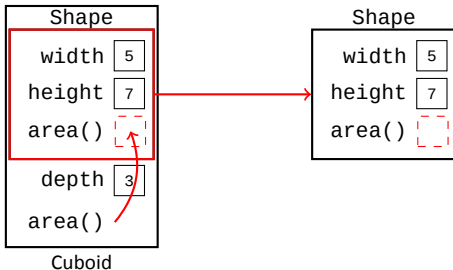 Shape
width 5
height 7
area()
depth 3
area()
Cuboid
Shape
width 5
height 7
area()